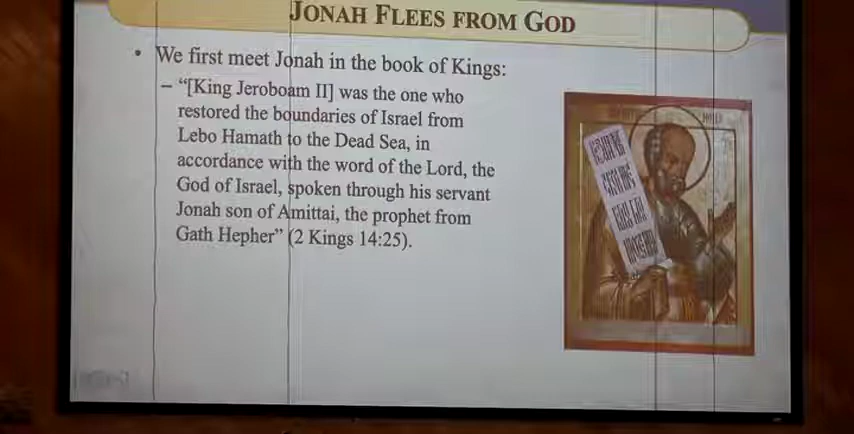 JONAH FLEES FROM GOD
• We first meet Jonah in the book of Kings:
– “[King Jeroboam II] was the one who
restored the boundaries of Israel from
Lebo Hamath to the Dead Sea, in
accordance with the word of the Lord, the
God of Israel, spoken through his servant
Jonah son of Amittai, the prophet from
Gath Hepher” (2 Kings 14:25).